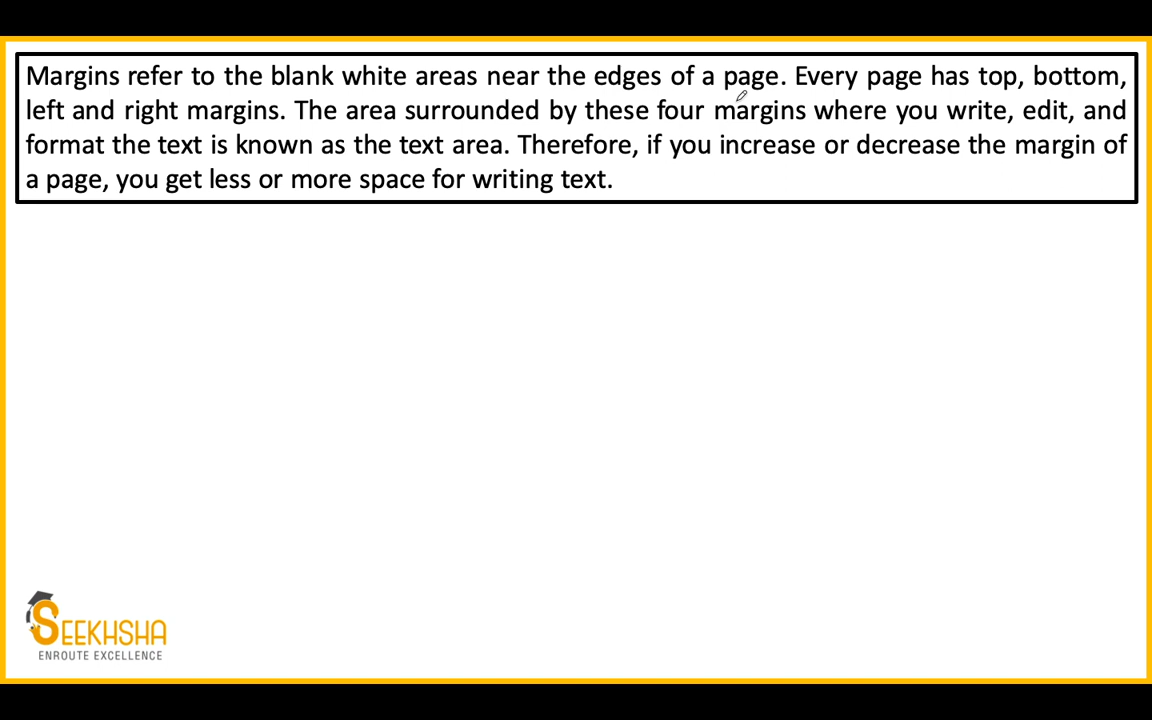 Margins refer to the blank white areas near the edges of a page. Every page has top, bottom,
left and right margins. The area surrounded by these four margins where you write, edit, and
format the text is known as the text area. Therefore, if you increase or decrease the margin of
a page, you get less or more space for writing text.
SEEKHSHA
ENROUTE EXCELLENCE